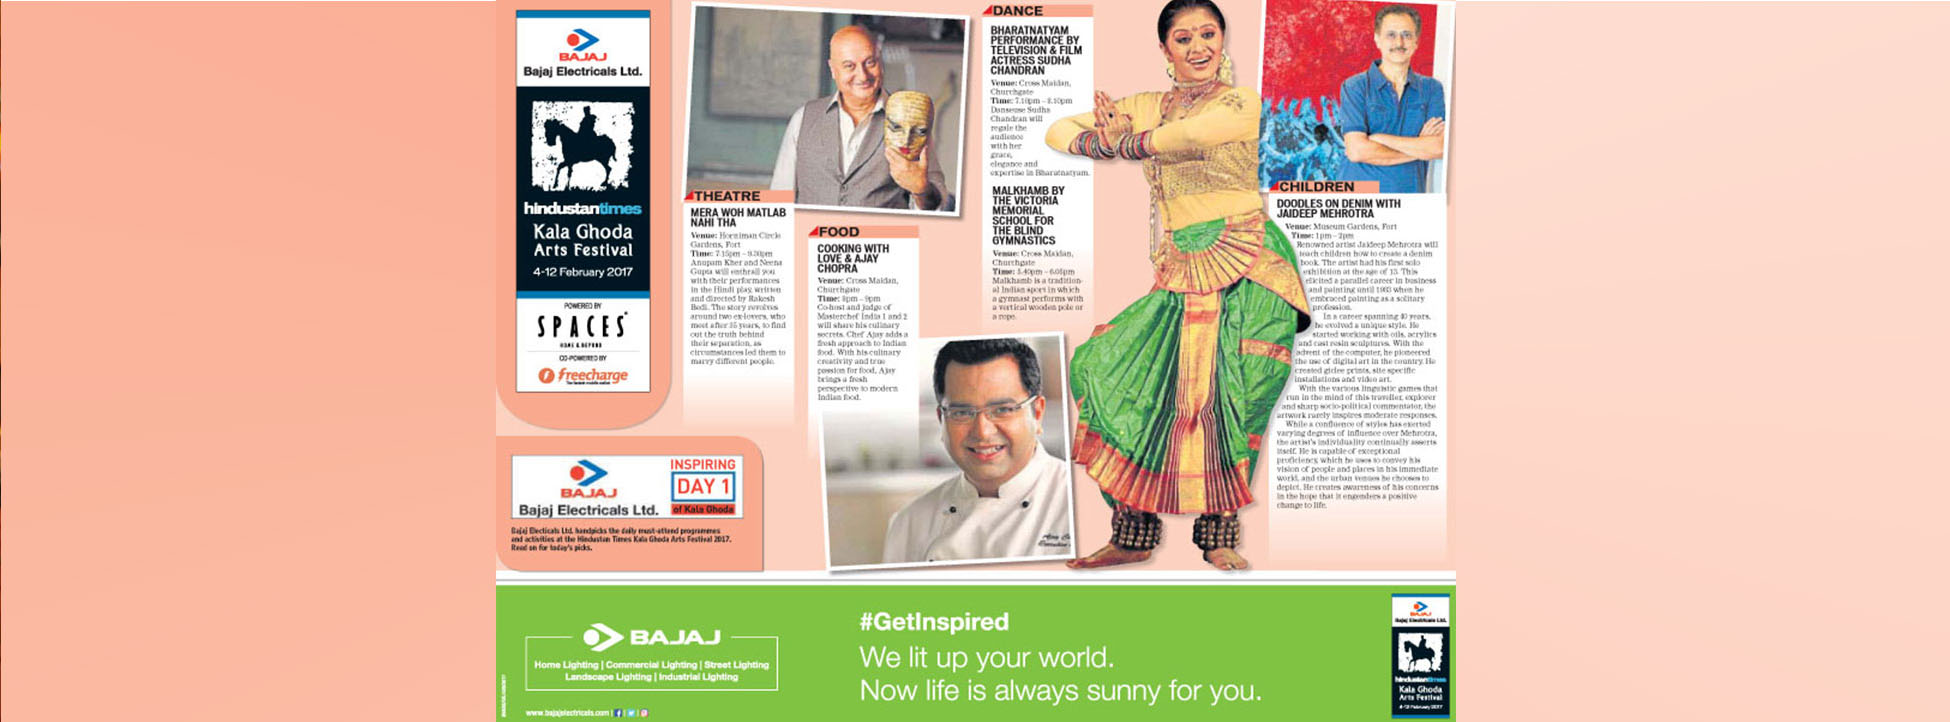 BAJAJ
Bajaj Electricals Ltd.
hindustantimes
Kala Ghoda
Arts Festival
4-12 February 2017
POWERED BY
SPACES
HOME & BEYOND
CO-POWERED BY
freecharge
BAJAJ
Bajaj Electricals Ltd.
INSPIRING
DAY 1
of Kala Ghoda
Bajaj Electicals Ltd. handpicks the daily must-attend programmes
and activities at the Hindustan Times Kala Ghoda Arts Festival 2017.
Read on for today's picks.
THEATRE
MERA WOH MATLAB
NAHI THA
Venue: Horniman Circle
Gardens, Fort
Time: 7.15pm – 9.30pm
Anupam Kher and Neena
Gupta will enthrall you
with their performances
in the Hindi play, written
and directed by Rakesh
Bedi. The story revolves
around two ex-lovers, who
meet after 35 years, to find
out the truth behind
their separation, as
circumstances led them to
marry different people.
FOOD
COOKING WITH
LOVE & AJAY
CHOPRA
Venue: Cross Maidan,
Churchgate
Time: 8pm – 9pm
Co-host and judge of
Masterchef India 1 and 2
will share his culinary
secrets. Chef Ajay adds a
fresh approach to Indian
food. With his culinary
creativity and true
passion for food, Ajay
brings a fresh
perspective to modern
Indian food.
DANCE
BHARATNATYAM
PERFORMANCE BY
TELEVISION & FILM
ACTRESS SUDHA
CHANDRAN
Venue: Cross Maidan,
Churchgate
Time: 7.10pm – 8.10pm
Danseuse Sudha
Chandran will
regale the
audience
with her
grace,
elegance and
expertise in Bharatnatyam.
MALKHAMB BY
THE VICTORIA
MEMORIAL
SCHOOL FOR
THE BLIND
GYMNASTICS
Venue: Cross Maidan,
Churchgate
Time: 5.40pm – 6.05pm
Malkhamb is a tradition-
al Indian sport in which
a gymnast performs with
a vertical wooden pole or
a rope.
CHILDREN
DOODLES ON DENIM WITH
JAIDEEP MEHROTRA
Venue: Museum Gardens, Fort
Time: 1pm – 2pm
Renowned artist Jaideep Mehrotra will
teach children how to create a denim
book. The artist had his first solo
exhibition at the age of 13. This
elicited a parallel career in business
and painting until 1983 when he
embraced painting as a solitary
profession.
In a career spanning 40 years,
he evolved a unique style. He
started working with oils, acrylics
and cast resin sculptures. With the
advent of the computer, he pioneered
the use of digital art in the country. He
created giclee prints, site specific
installations and video art.
With the various linguistic games that
run in the mind of this traveller, explorer
and sharp socio-political commentator, the
artwork rarely inspires moderate responses.
While a confluence of styles has exerted
varying degrees of influence over Mehrotra,
the artist's individuality continually asserts
itself. He is capable of exceptional
proficiency, which he uses to convey his
vision of people and places in his immediate
world, and the urban venues he chooses to
depict. He creates awareness of his concerns
in the hope that it engenders a positive
change to life.
BAJAJ
Home Lighting | Commercial Lighting | Street Lighting
Landscape Lighting | Industrial Lighting
www.bajajelectricals.com
#GetInspired
We lit up your world.
Now life is always sunny for you.
BAJAJ
Bajaj Electricals Ltd.
hindustantimes
Kala Ghoda
Arts Festival
4-12 February 2017